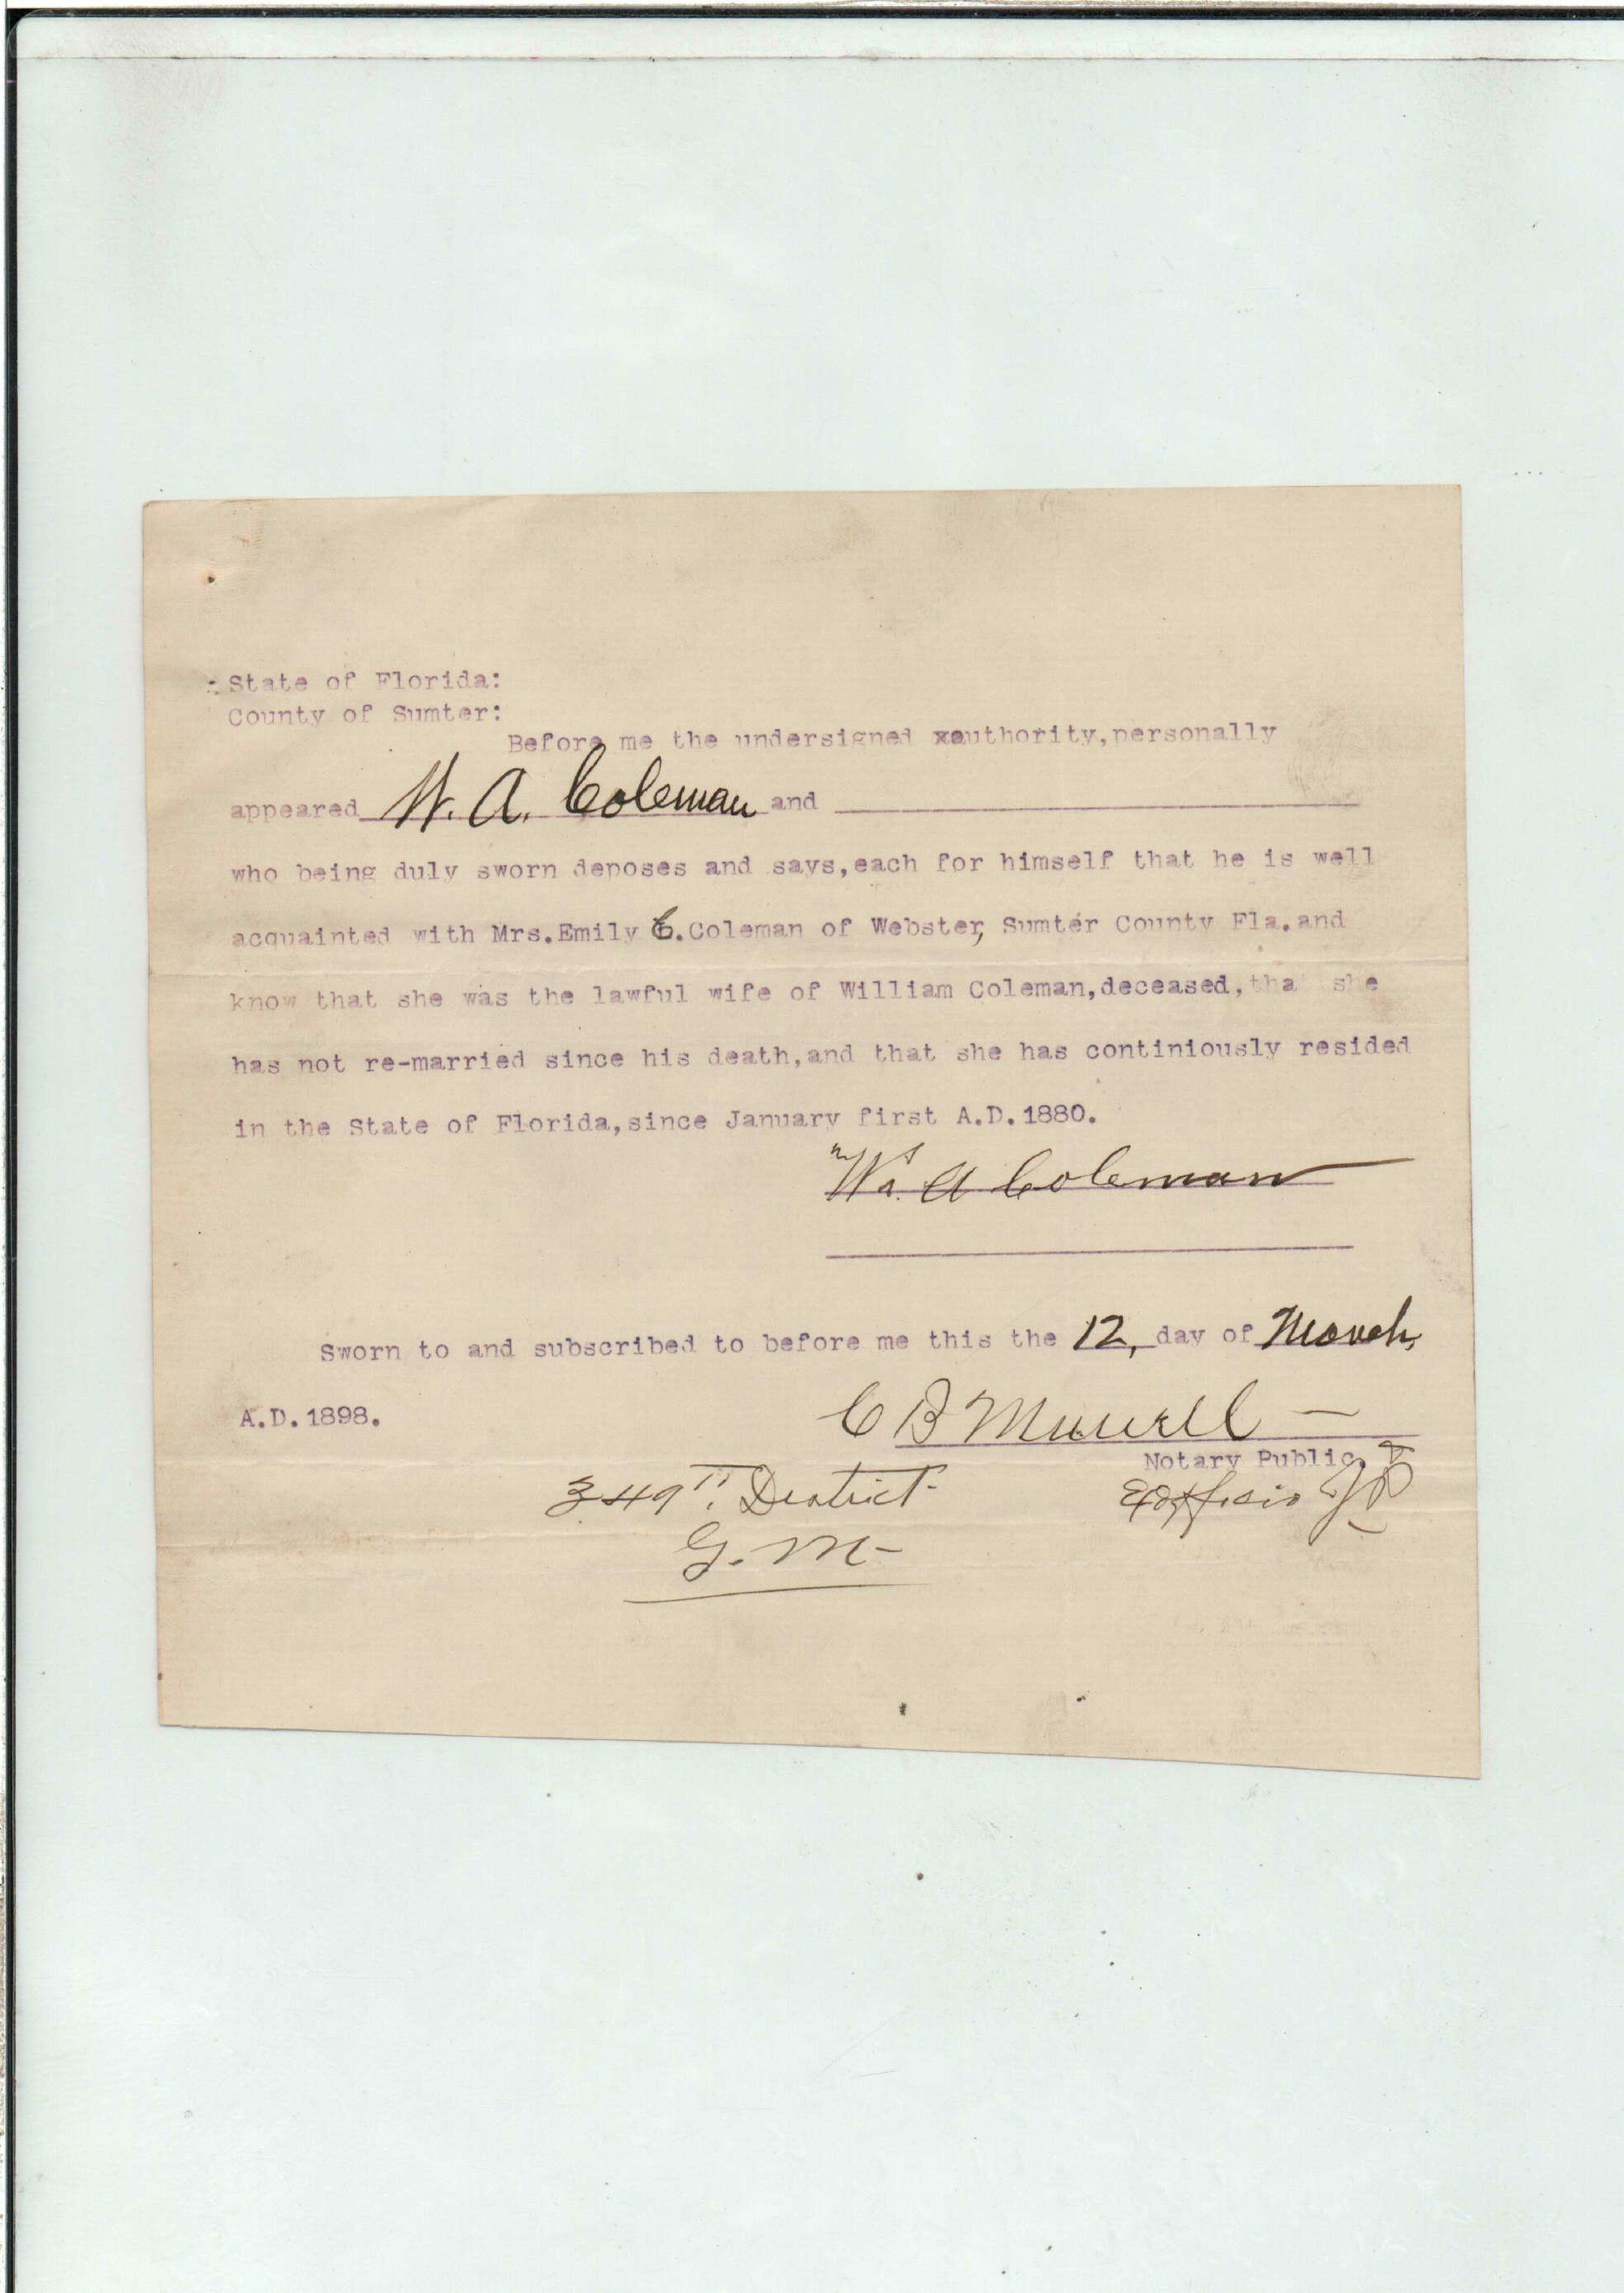 State of Florida:
County of Sumter:
Before me the undersigned xauthority,personally
appeared W. A. Coleman and
who being duly sworn deposes and says,each for himself that he is well
acquainted with Mrs.Emily C.Coleman of Webster, Sumter County Fla.and
know that she was the lawful wife of William Coleman,deceased,that she
has not re-married since his death,and that she has continiously resided
in the State of Florida,since January first A.D.1880.
A Coleman
Sworn to and subscribed to before me this the 12, day of March,
A.D.1898.
C B
Notary Public, &
349th. District
Exofficio JP
G. M-